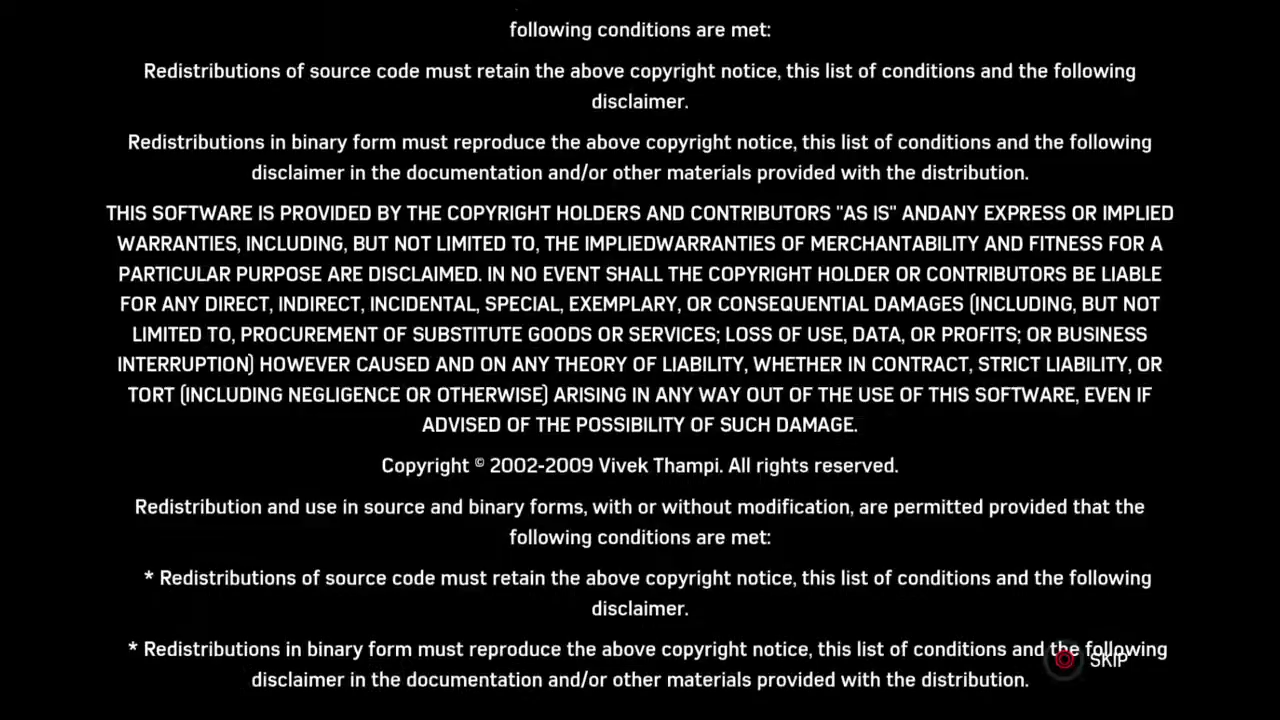 following conditions are met:
Redistributions of source code must retain the above copyright notice, this list of conditions and the following
disclaimer.
Redistributions in binary form must reproduce the above copyright notice, this list of conditions and the following
disclaimer in the documentation and/or other materials provided with the distribution.
THIS SOFTWARE IS PROVIDED BY THE COPYRIGHT HOLDERS AND CONTRIBUTORS "AS IS" ANDANY EXPRESS OR IMPLIED
WARRANTIES, INCLUDING, BUT NOT LIMITED TO, THE IMPLIEDWARRANTIES OF MERCHANTABILITY AND FITNESS FOR A
PARTICULAR PURPOSE ARE DISCLAIMED. IN NO EVENT SHALL THE COPYRIGHT HOLDER OR CONTRIBUTORS BE LIABLE
FOR ANY DIRECT, INDIRECT, INCIDENTAL, SPECIAL, EXEMPLARY, OR CONSEQUENTIAL DAMAGES (INCLUDING, BUT NOT
LIMITED TO, PROCUREMENT OF SUBSTITUTE GOODS OR SERVICES; LOSS OF USE, DATA, OR PROFITS; OR BUSINESS
INTERRUPTION) HOWEVER CAUSED AND ON ANY THEORY OF LIABILITY, WHETHER IN CONTRACT, STRICT LIABILITY, OR
TORT (INCLUDING NEGLIGENCE OR OTHERWISE) ARISING IN ANY WAY OUT OF THE USE OF THIS SOFTWARE, EVEN IF
ADVISED OF THE POSSIBILITY OF SUCH DAMAGE.
Copyright © 2002-2009 Vivek Thampi. All rights reserved.
Redistribution and use in source and binary forms, with or without modification, are permitted provided that the
following conditions are met:
* Redistributions of source code must retain the above copyright notice, this list of conditions and the following
disclaimer.
* Redistributions in binary form must reproduce the above copyright notice, this list of conditions and the following
SKIP
disclaimer in the documentation and/or other materials provided with the distribution.